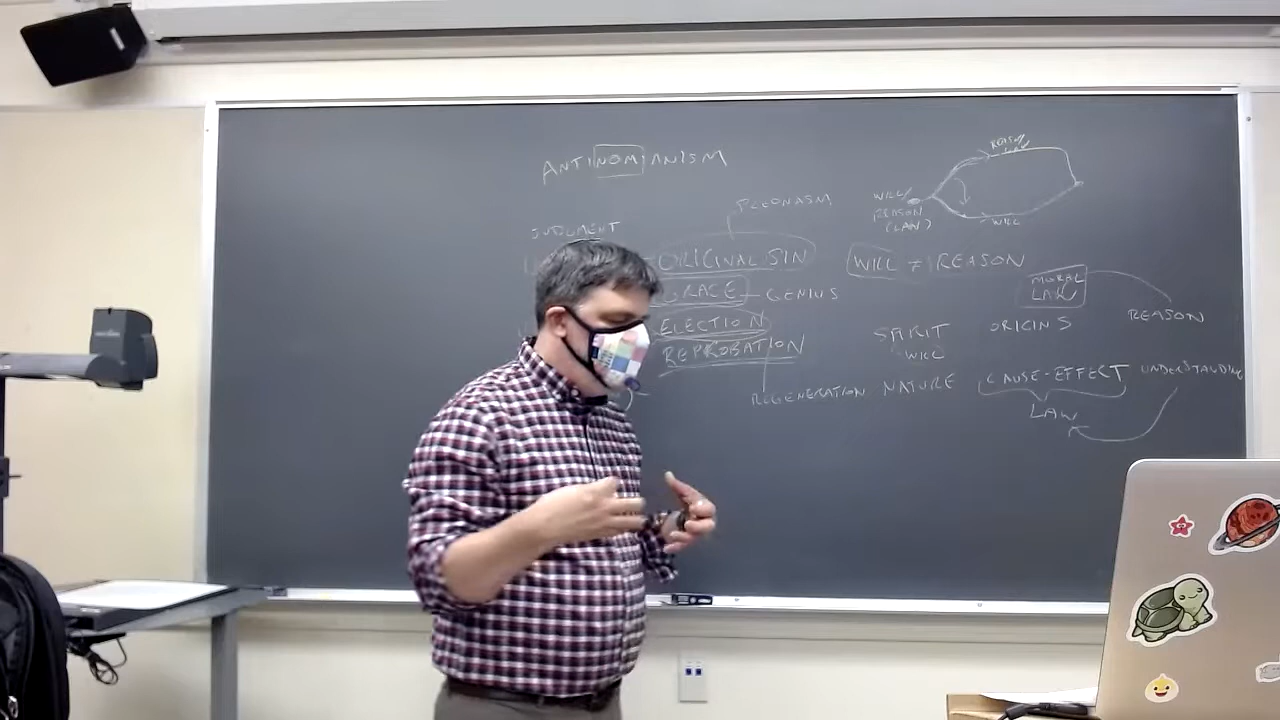 ANTINOMIANISM
JUDGMENT
PLEONASM
ORIGINAL SIN
GRACE - GENIUS
ELECTION
REPROBATION
REGENERATION
REASON
WILL/
REASON
(LAW)
WILL
WILL ≠ REASON
MORAL
LAW
SPIRIT ORIGINS REASON
WILL
NATURE CAUSE-EFFECT UNDERSTANDING
LAW